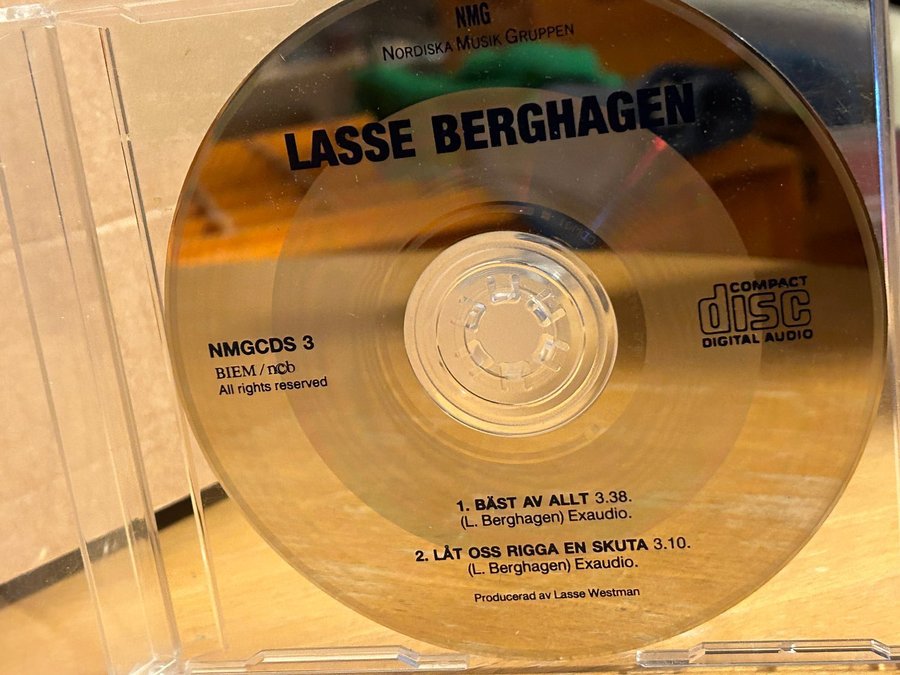 NMG
NORDISKA MUSIK GRUPPEN
LASSE BERGHAGEN
COMPACT
disc
DIGITAL AUDIO
NMGCDS 3
BIEM / ncb
All rights reserved
1. BÄST AV ALLT 3.38.
(L. Berghagen) Exaudio.
2. LÅT OSS RIGGA EN SKUTA 3.10.
(L. Berghagen) Exaudio.
Producerad av Lasse Westman